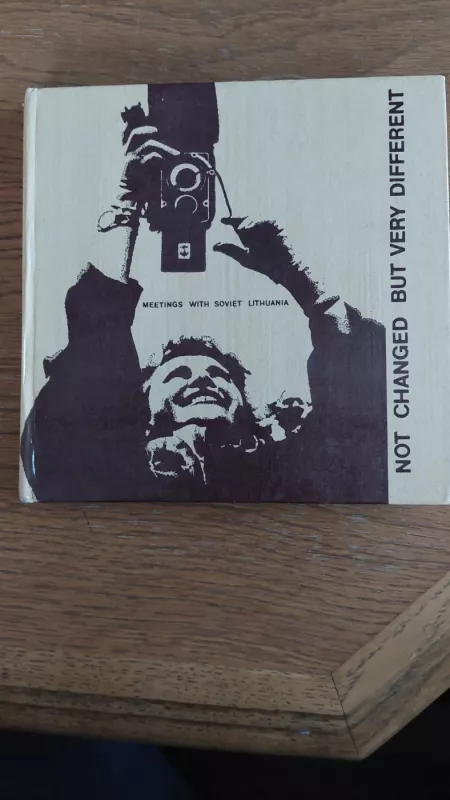 MEETINGS WITH SOVIET LITHUANIA
NOT CHANGED BUT VERY DIFFERENT